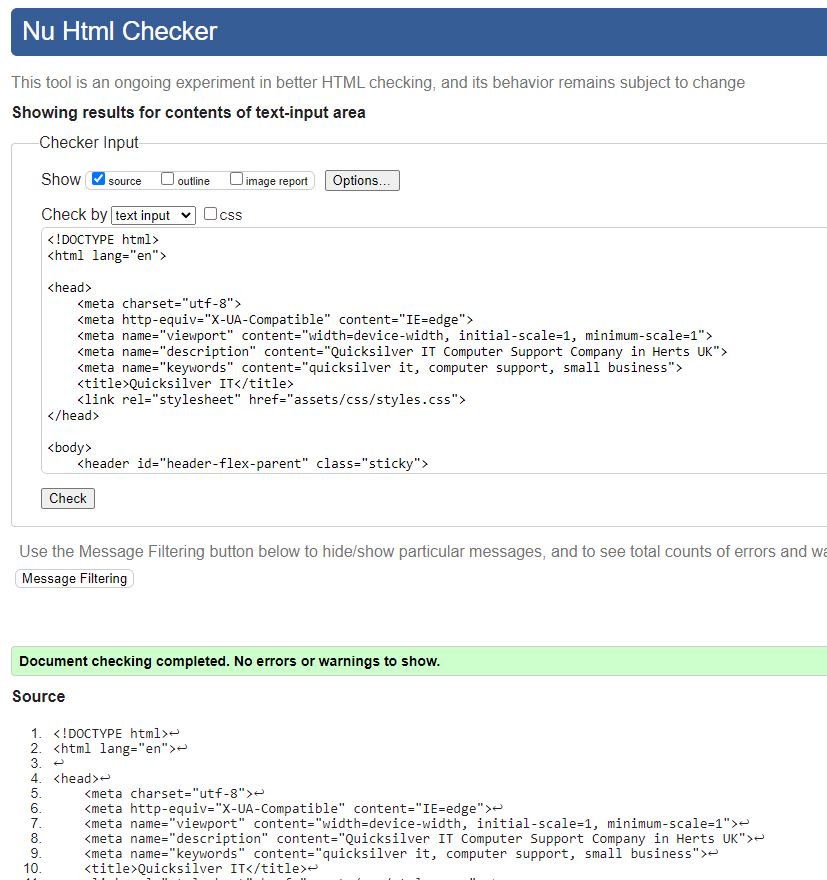 Nu Html Checker
This tool is an ongoing experiment in better HTML checking, and its behavior remains subject to change
Showing results for contents of text-input area
Checker Input
Show source outline image report Options...
Check by text input css
<!DOCTYPE html>
<html lang="en">
<head>
<meta charset="utf-8">
<meta http-equiv="X-UA-Compatible" content="IE=edge">
<meta name="viewport" content="width=device-width, initial-scale=1, minimum-scale=1">
<meta name="description" content="Quicksilver IT Computer Support Company in Herts UK">
<meta name="keywords" content="quicksilver it, computer support, small business">
<title>Quicksilver IT</title>
<link rel="stylesheet" href="assets/css/styles.css">
</head>
<body>
<header id="header-flex-parent" class="sticky">
Check
Use the Message Filtering button below to hide/show particular messages, and to see total counts of errors and
Message Filtering
Document checking completed. No errors or warnings to show.
Source
1. <!DOCTYPE html>↩
2. <html lang="en">↩
3. ↩
4. <head>↩
5. <meta charset="utf-8">↩
6. <meta http-equiv="X-UA-Compatible" content="IE=edge">↩
7. <meta name="viewport" content="width=device-width, initial-scale=1, minimum-scale=1">↩
8. <meta name="description" content="Quicksilver IT Computer Support Company in Herts UK">↩
9. <meta name="keywords" content="quicksilver it, computer support, small business">↩
10. <title>Quicksilver IT</title>↩